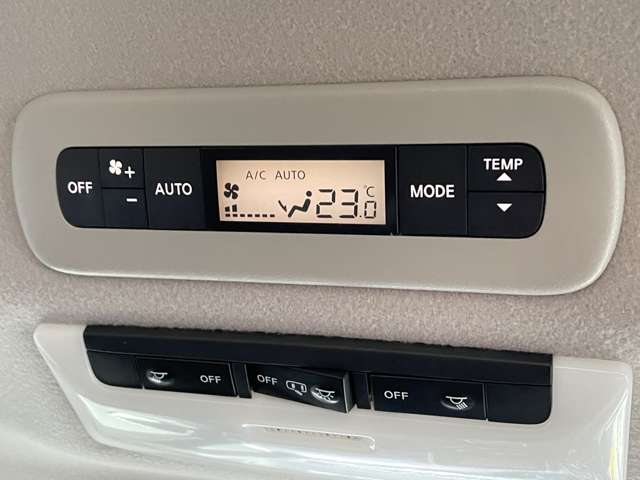 OFF
+
-
AUTO
A/C AUTO
23.0 °C
MODE
TEMP
OFF
OFF
OFF